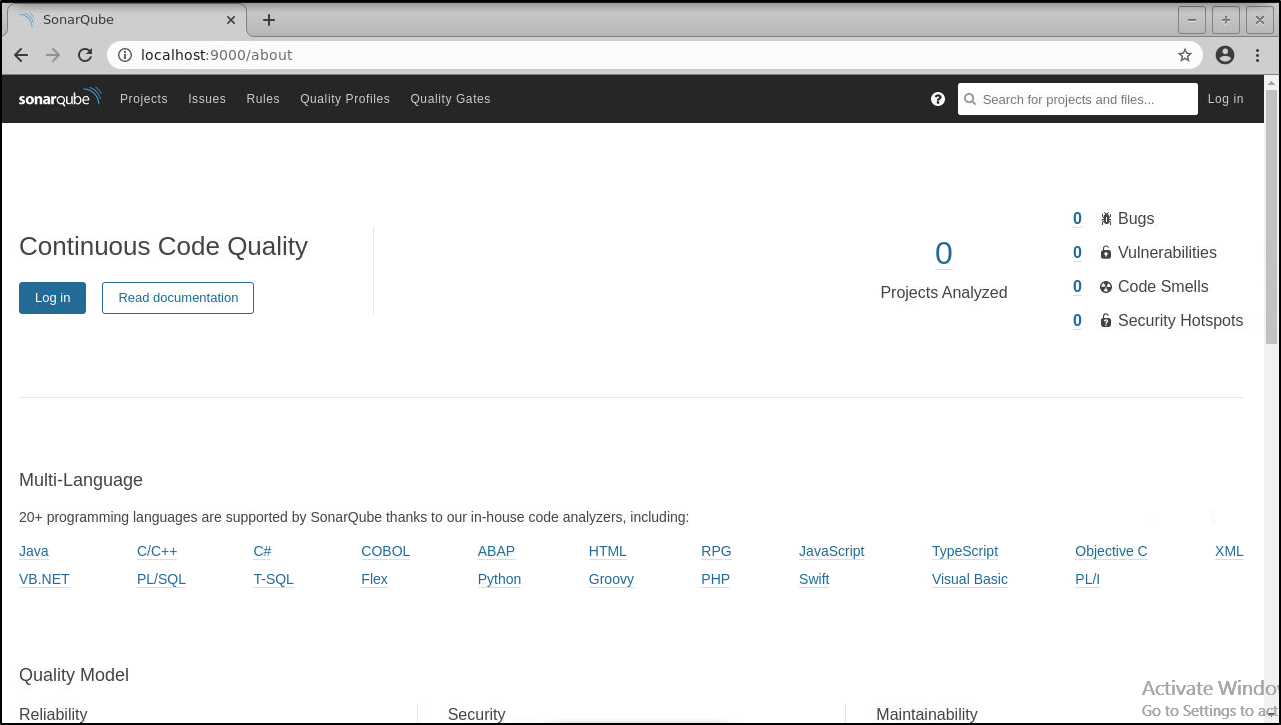 SonarQube
localhost:9000/about
sonarqube Projects Issues Rules Quality Profiles Quality Gates Search for projects and files... Log in
Continuous Code Quality
Log in Read documentation
0
Projects Analyzed
0 Bugs
0 Vulnerabilities
0 Code Smells
0 Security Hotspots
Multi-Language
20+ programming languages are supported by SonarQube thanks to our in-house code analyzers, including:
Java C/C++ C# COBOL ABAP HTML RPG JavaScript TypeScript Objective C XML
VB.NET PL/SQL T-SQL Flex Python Groovy PHP Swift Visual Basic PL/I
Quality Model
Reliability Security Maintainability
Activate Windo
Go to Settings to act